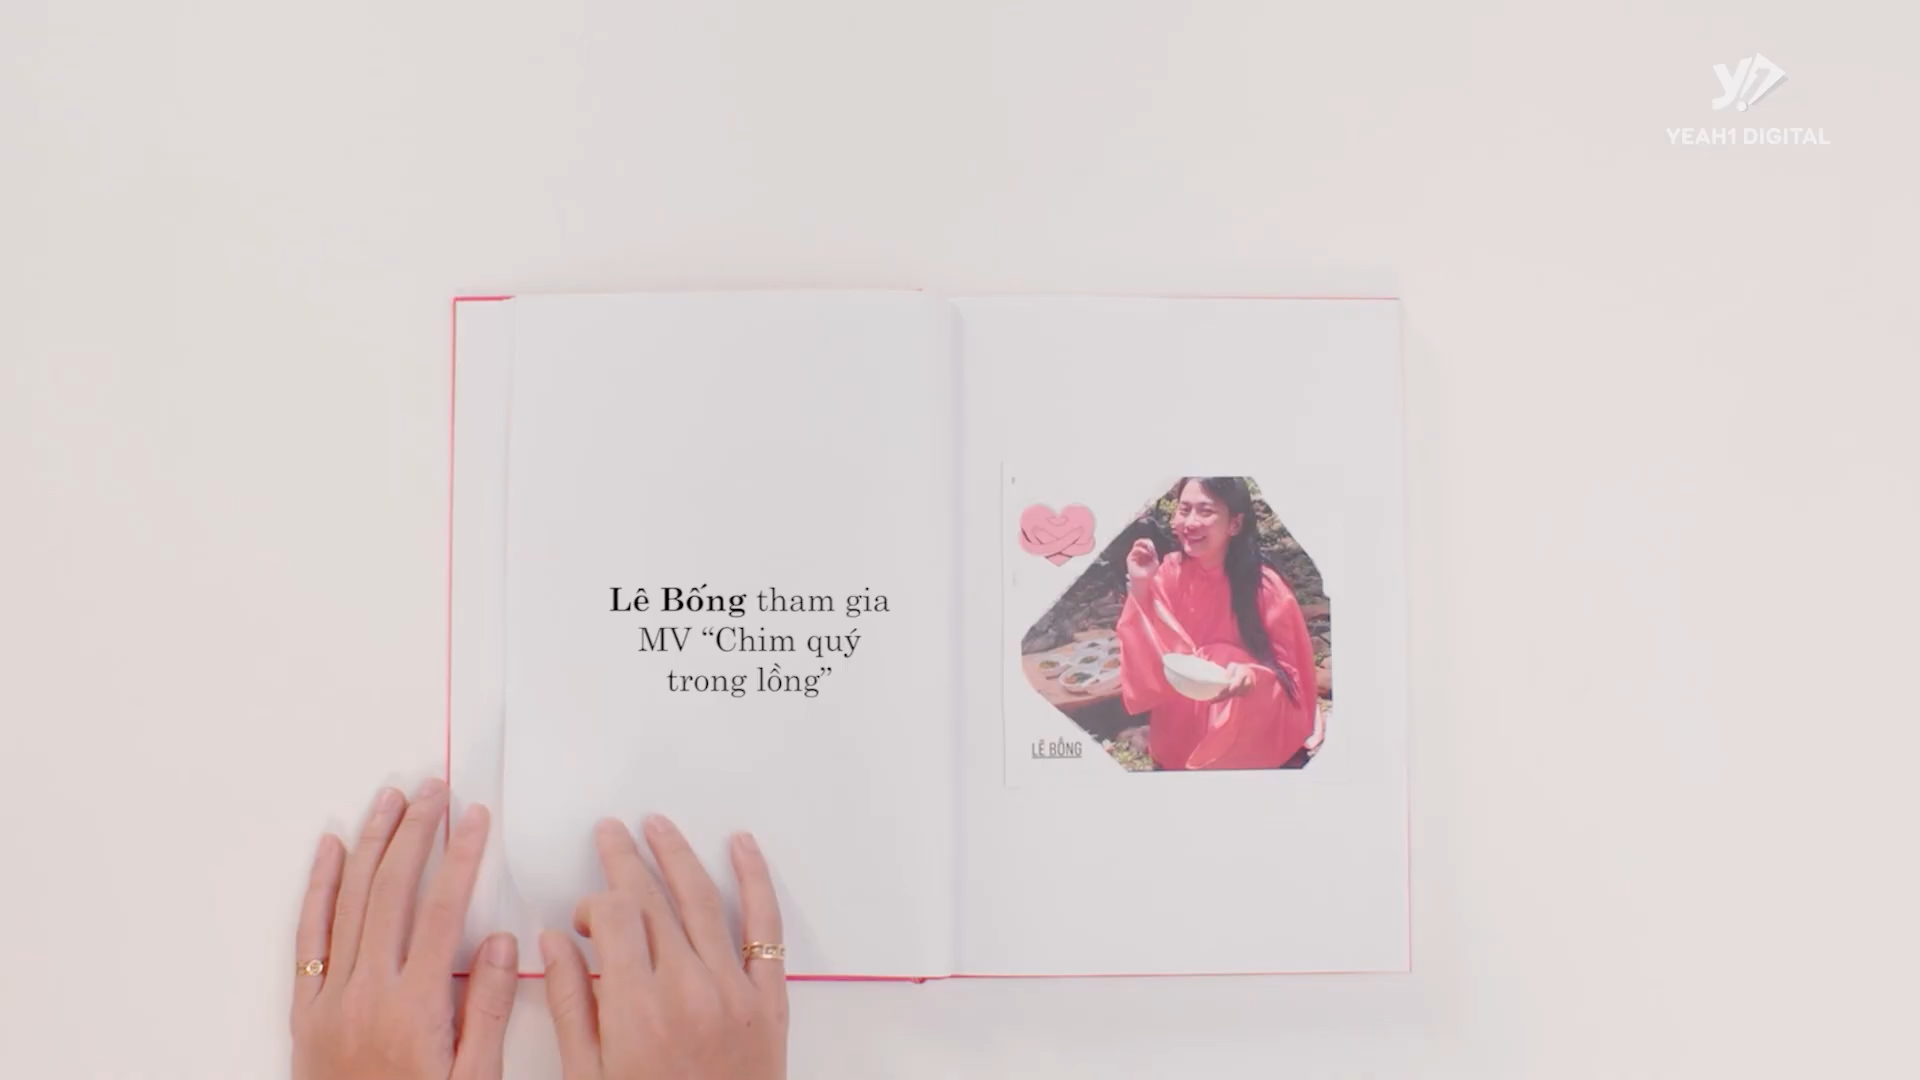 YEAH1 DIGITAL
Lê Bống tham gia
MV “Chim quý
trong lồng”
LÊ BỐNG